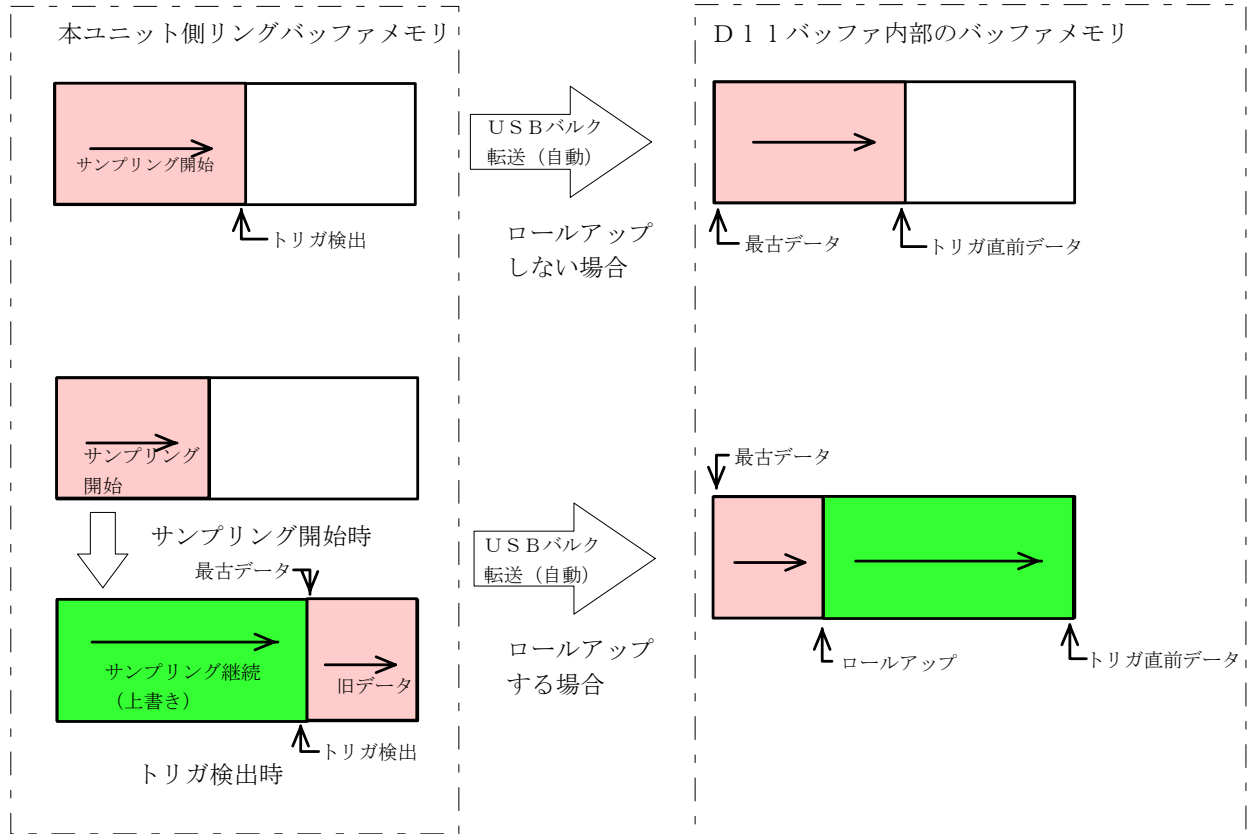 本ユニット側リングバッファメモリ
Ｄｌｌバッファ内部のバッファメモリ
サンプリング開始
トリガ検出
ＵＳＢバルク
転送（自動）
ロールアップ
しない場合
最古データ
トリガ直前データ
サンプリング
開始
サンプリング開始時
最古データ
サンプリング継続
（上書き）
旧データ
トリガ検出
トリガ検出時
ＵＳＢバルク
転送（自動）
ロールアップ
する場合
最古データ
ロールアップ
トリガ直前データ